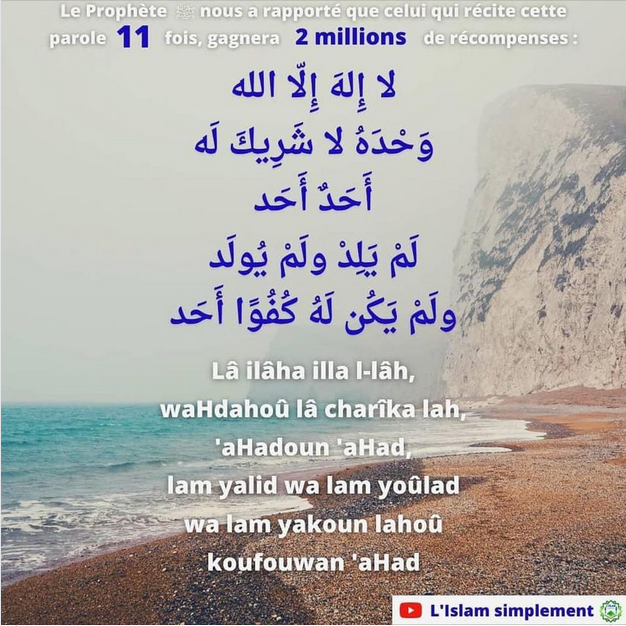 Le Prophète ﷺ nous a rapporté que celui qui récite cette
parole 11 fois, gagnera 2 millions de récompenses :
لا إِلهَ إِلّا الله
وَحْدَهُ لا شَرِيكَ لَه
أَحَدٌ أَحَد
لَمْ يَلِدْ ولَمْ يُولَد
ولَمْ يَكُن لَهُ كُفُوًا أَحَد
Lâ ilâha illa l-lâh,
waHdahoû lâ charîka lah,
'aHadoun 'aHad,
lam yalid wa lam yoûlad
wa lam yakoun lahoû
koufouwan 'aHad
L'Islam simplement